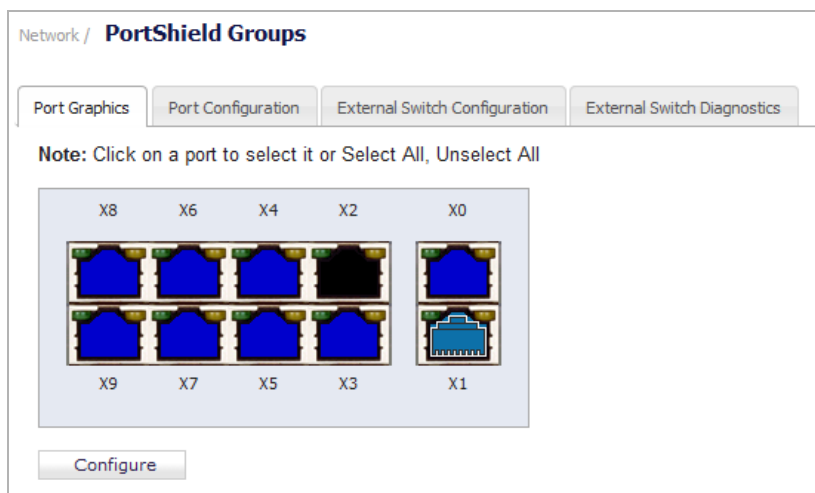 Network / PortShield Groups
Port Graphics Port Configuration External Switch Configuration External Switch Diagnostics
Note: Click on a port to select it or Select All, Unselect All
X8 X6 X4 X2 X0
X9 X7 X5 X3 X1
Configure